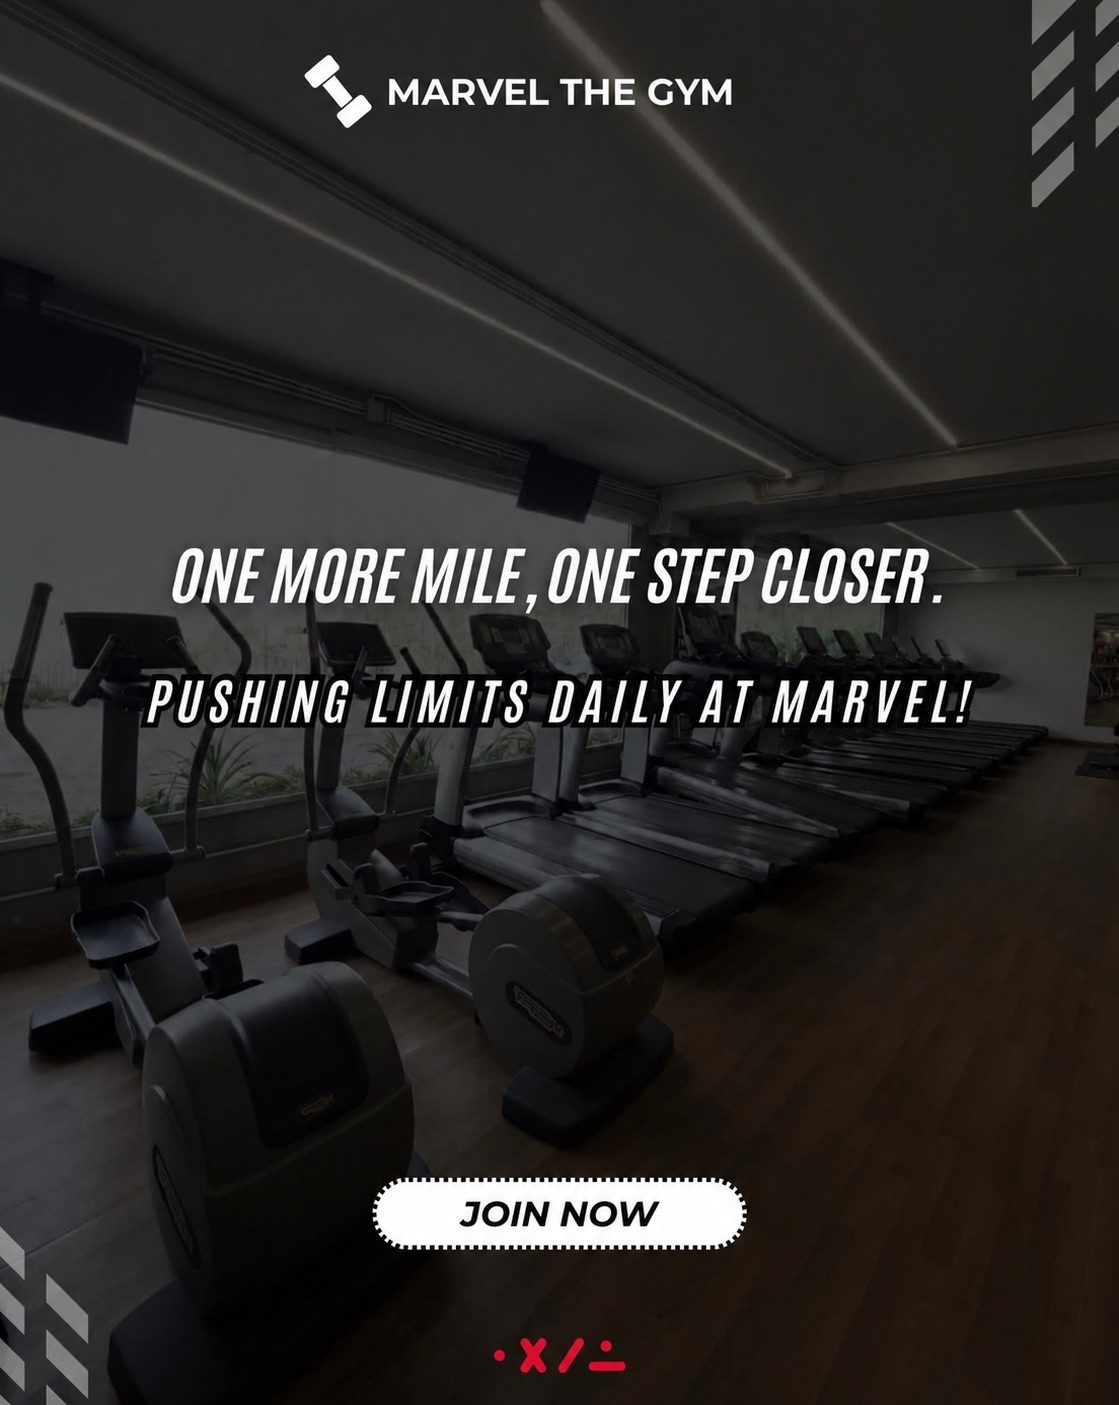 MARVEL THE GYM
ONE MORE MILE, ONE STEP CLOSER.
PUSHING LIMITS DAILY AT MARVEL!
JOIN NOW